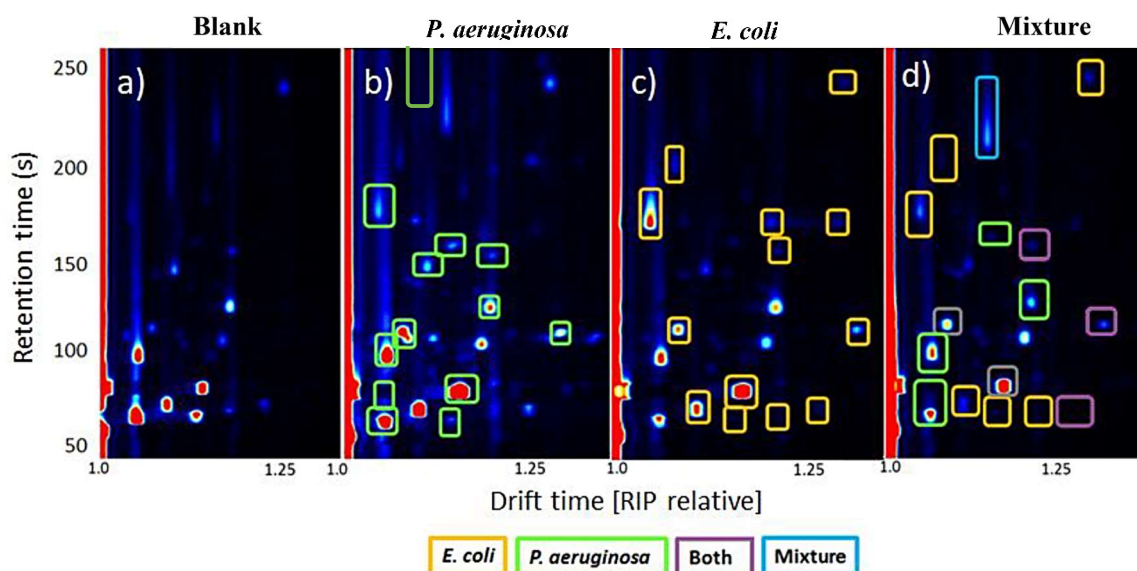 Blank
P. aeruginosa
E. coli
Mixture
a)
b)
c)
d)
250
200
150
100
50
Retention time (s)
1.0
1.25
1.0
1.25
1.0
1.25
1.0
1.25
Drift time [RIP relative]
E. coli
P. aeruginosa
Both
Mixture